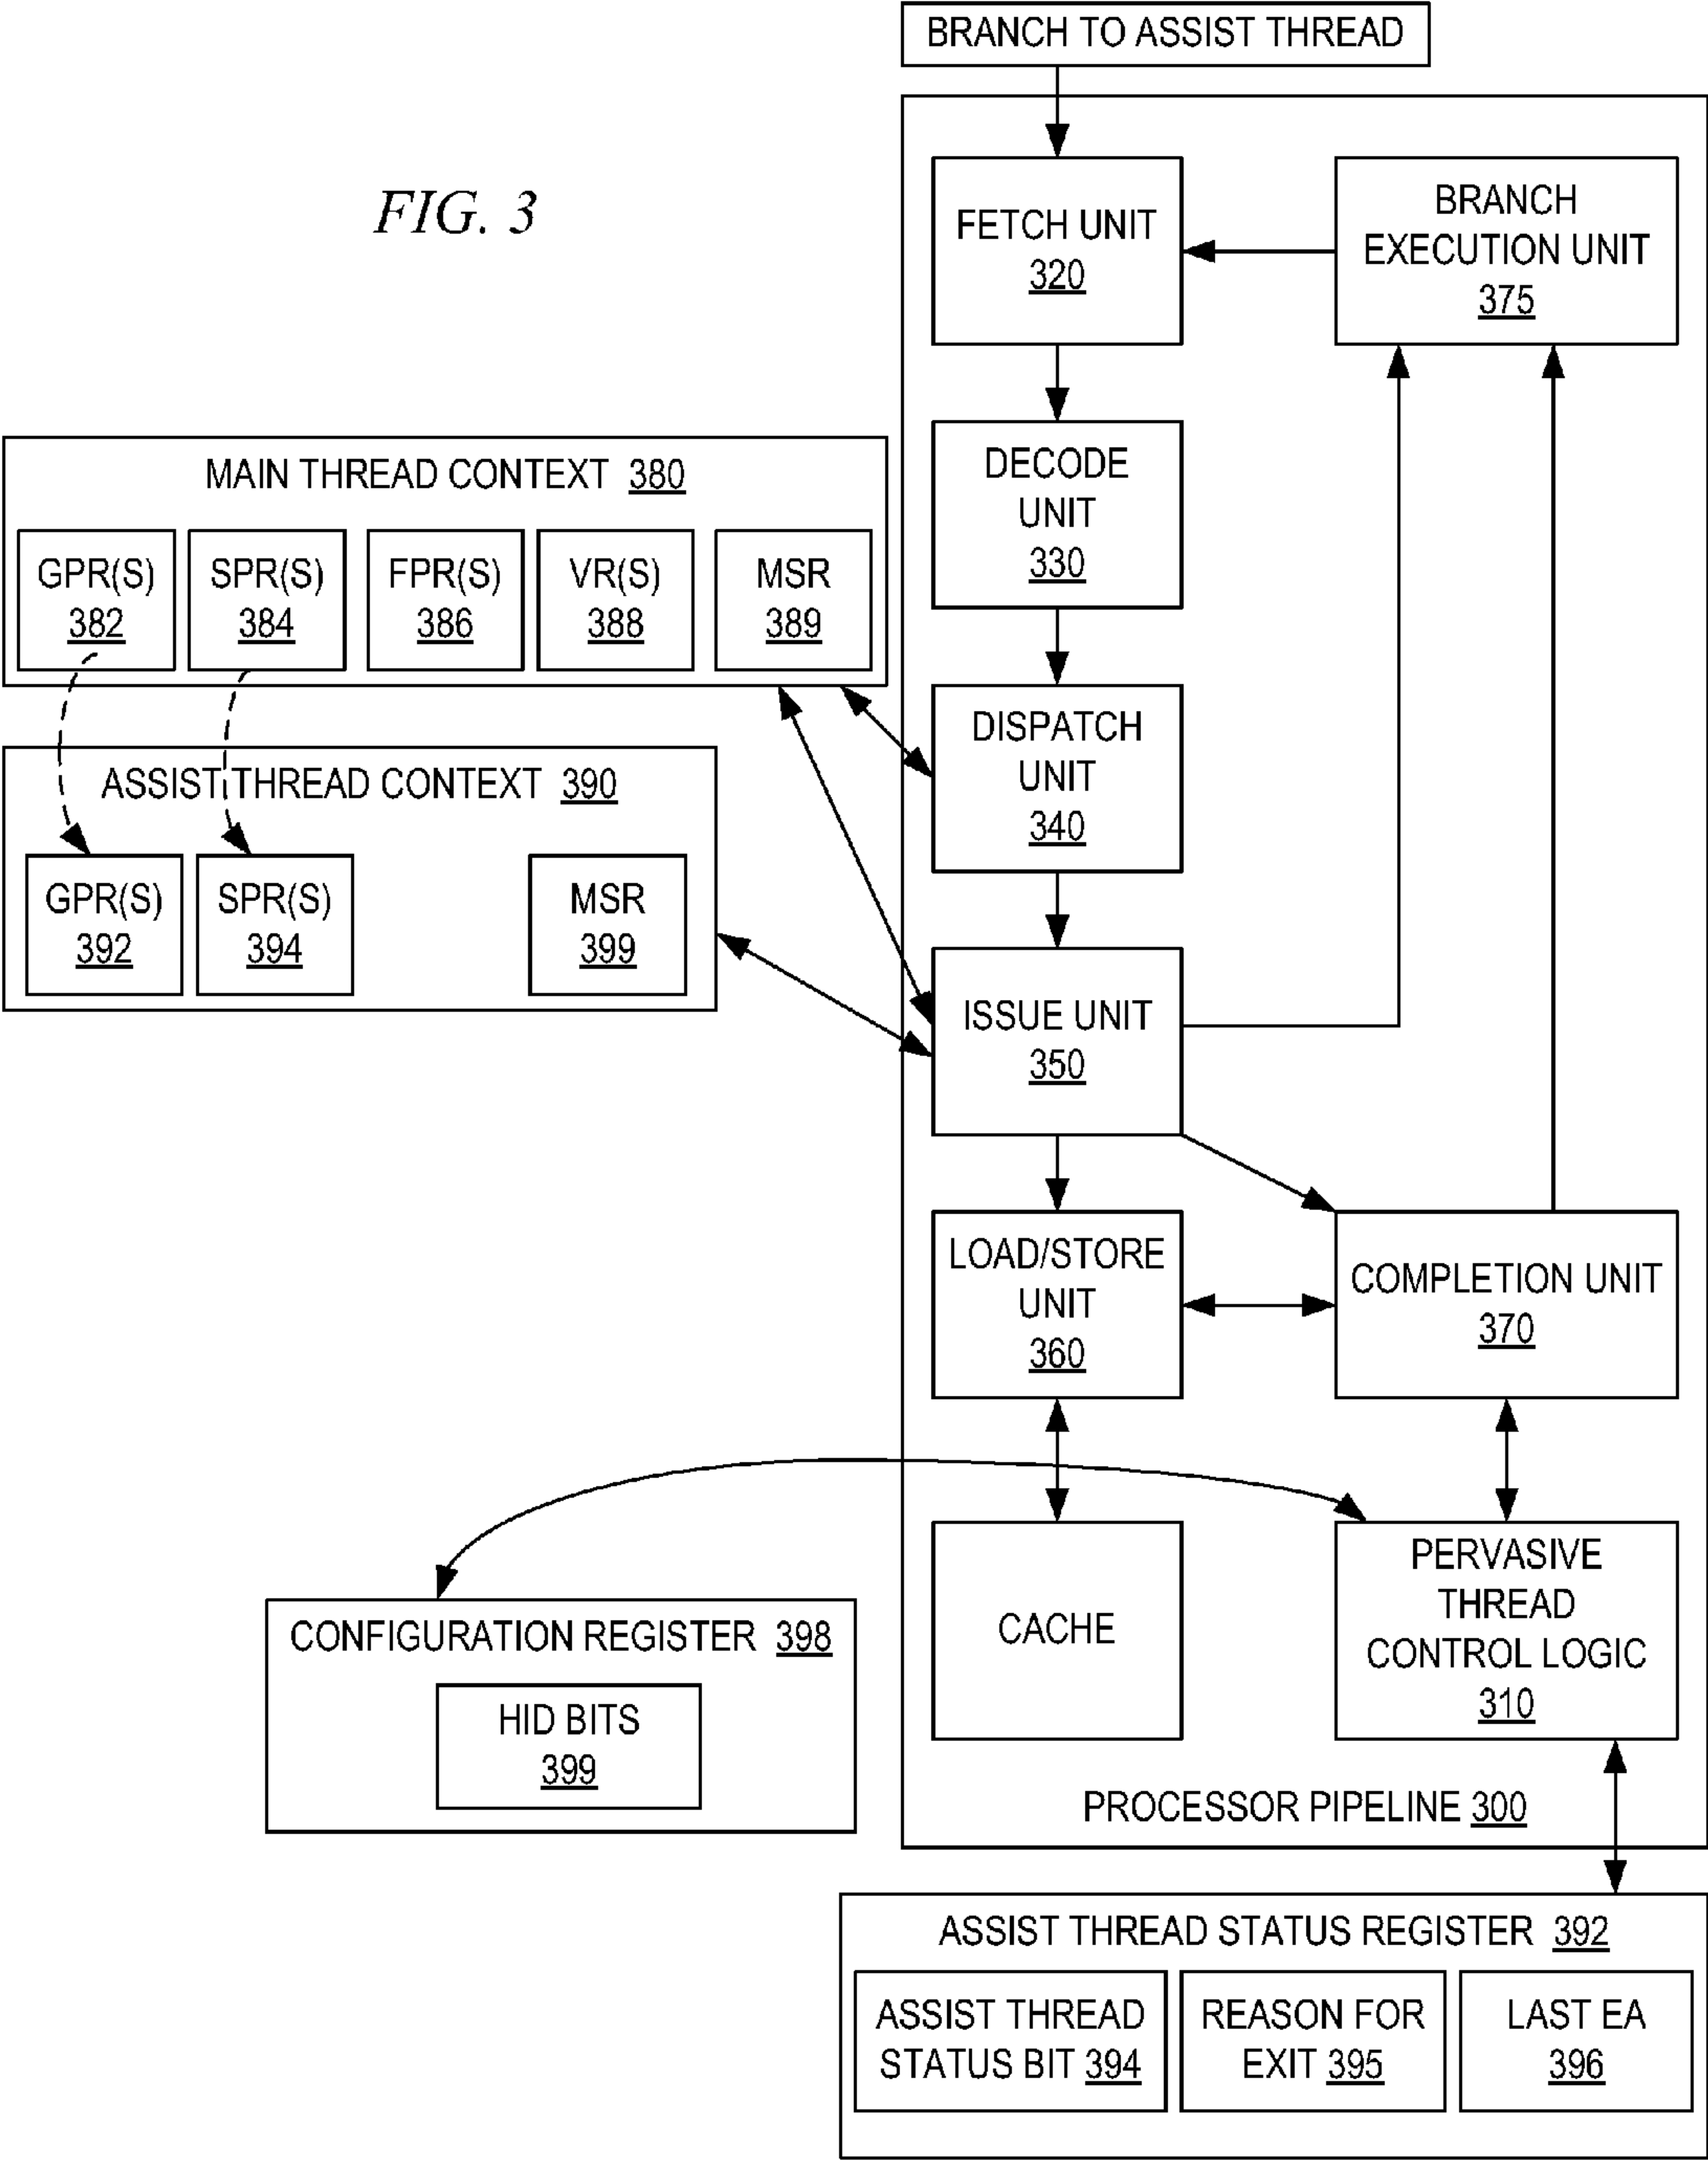 BRANCH TO ASSIST THREAD
FIG. 3
FETCH UNIT
320
BRANCH
EXECUTION UNIT
375
MAIN THREAD CONTEXT 380
GPR(S)
382
SPR(S)
384
FPR(S)
386
VR(S)
388
MSR
389
DECODE
UNIT
330
ASSIST THREAD CONTEXT 390
GPR(S)
392
SPR(S)
394
MSR
399
DISPATCH
UNIT
340
ISSUE UNIT
350
LOAD/STORE
UNIT
360
COMPLETION UNIT
370
CONFIGURATION REGISTER 398
HID BITS
399
CACHE
PERVASIVE
THREAD
CONTROL LOGIC
310
PROCESSOR PIPELINE 300
ASSIST THREAD STATUS REGISTER 392
ASSIST THREAD
STATUS BIT 394
REASON FOR
EXIT 395
LAST EA
396